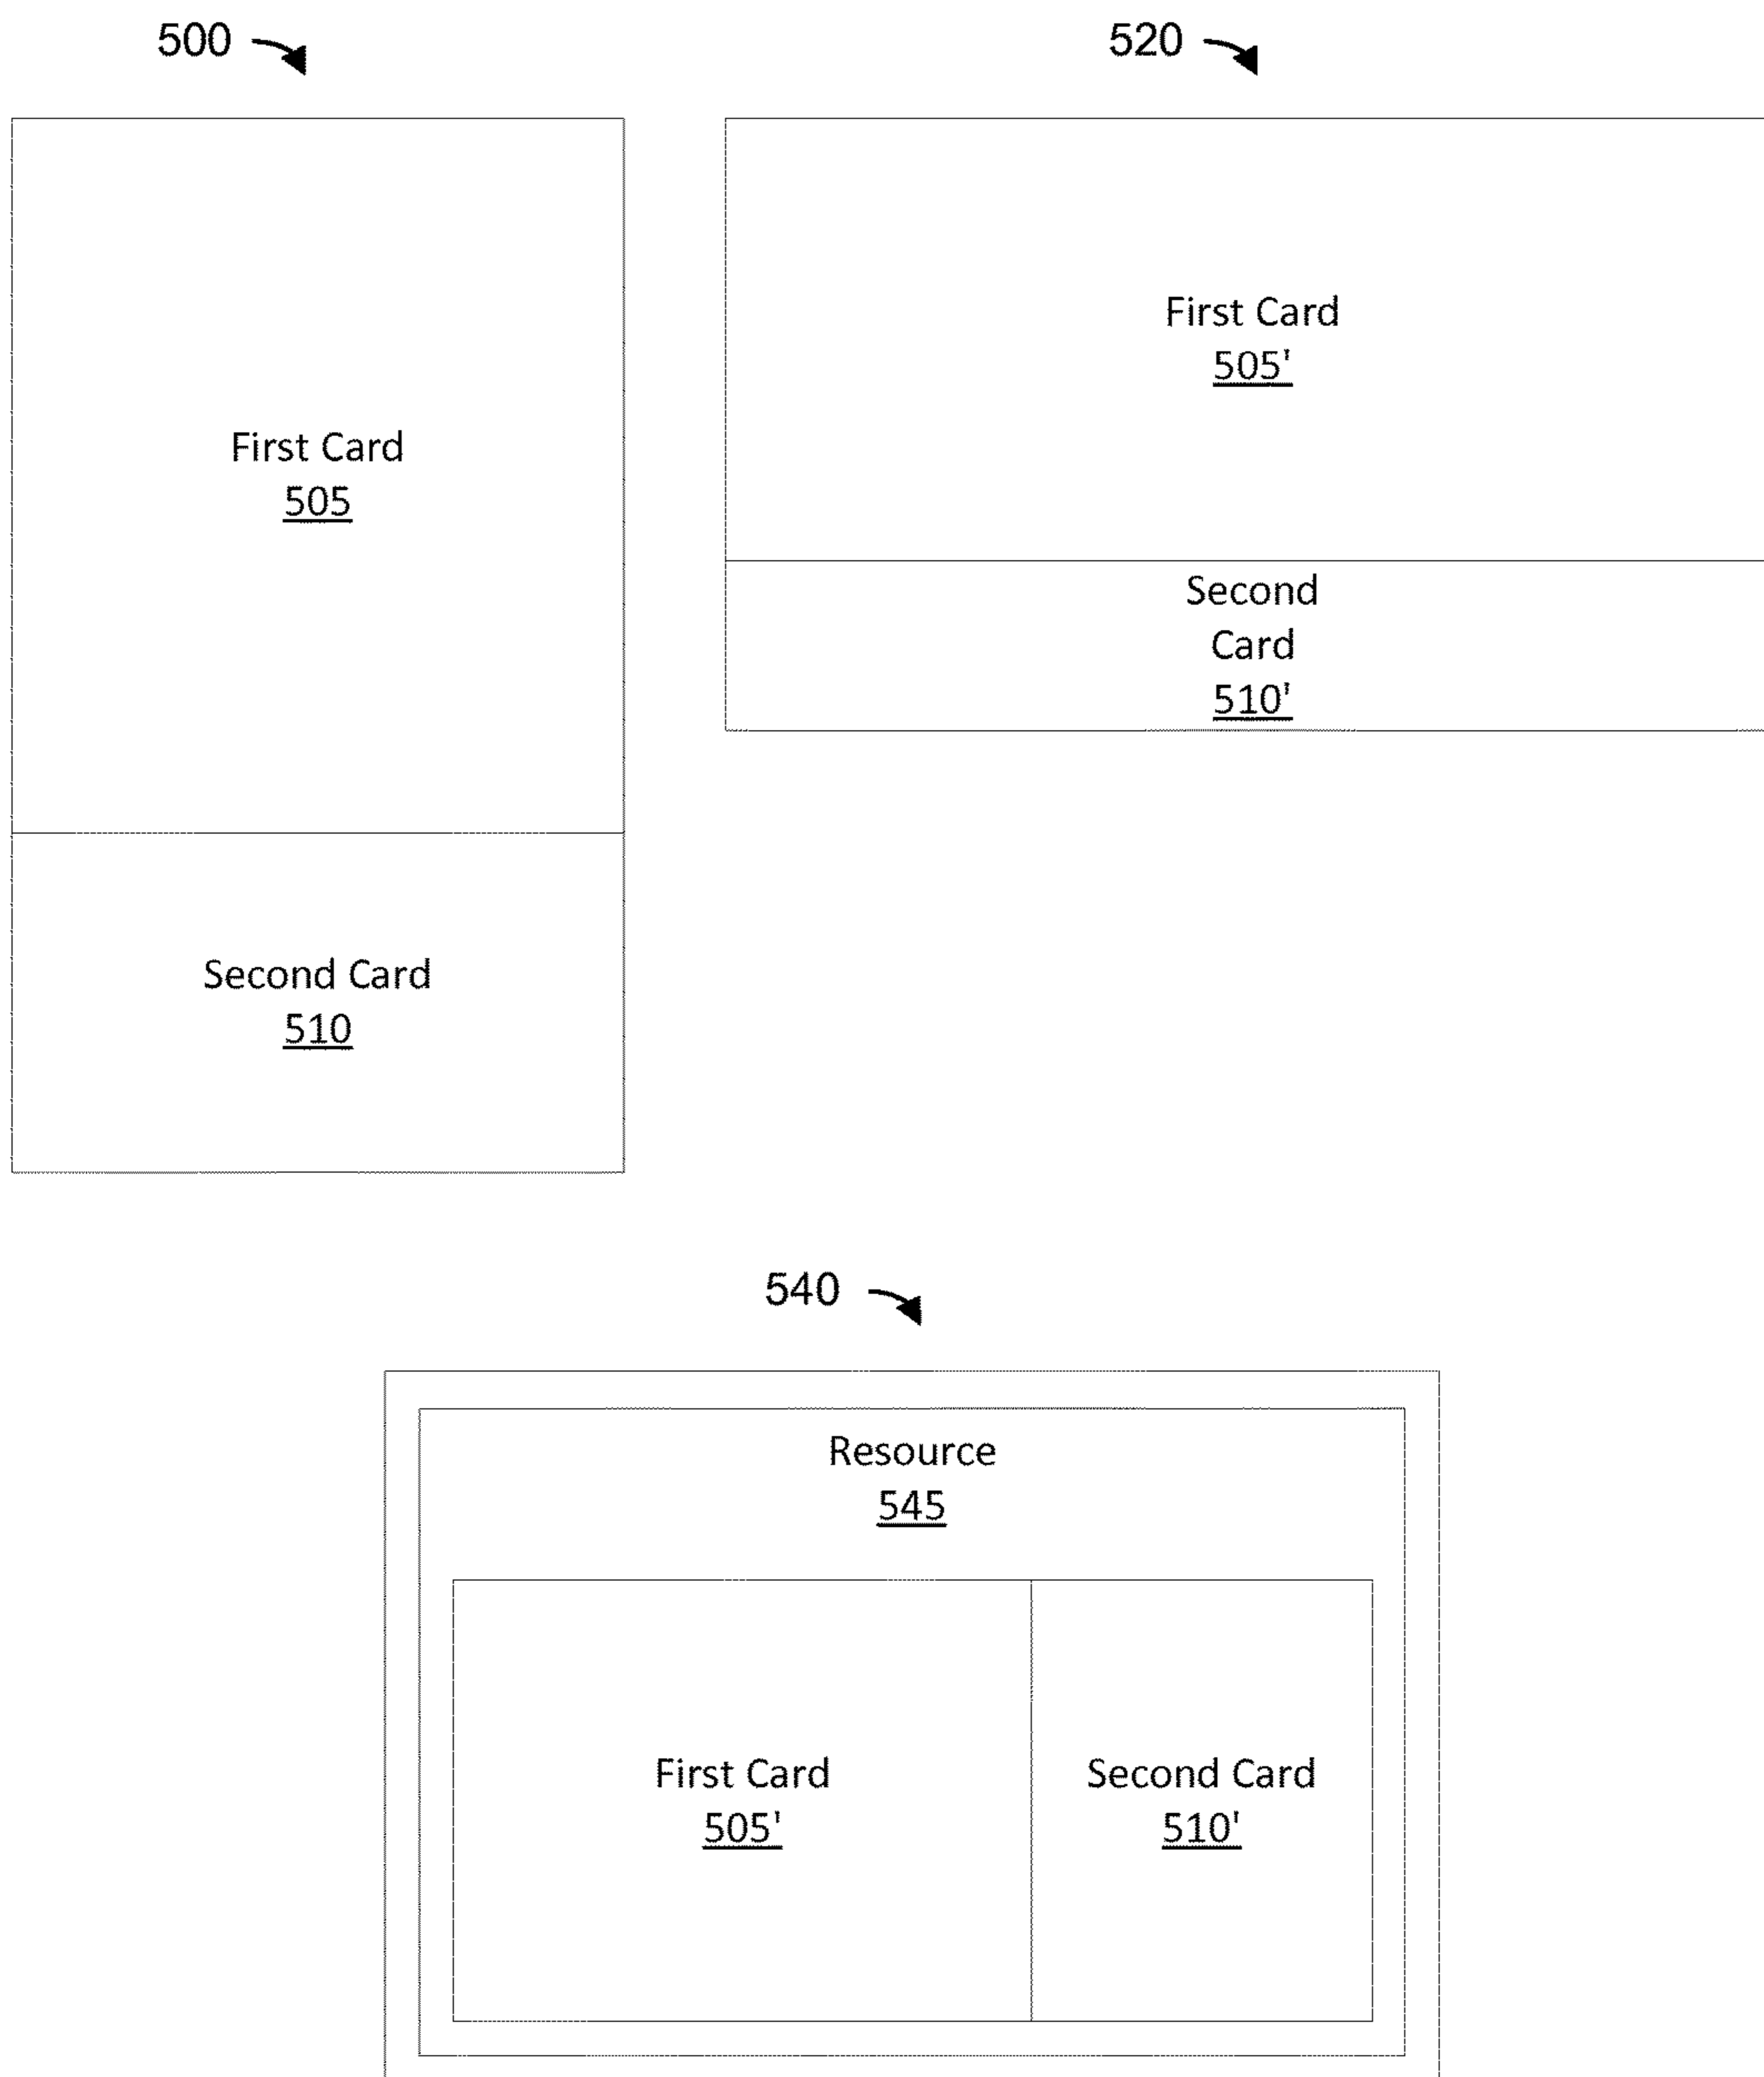 500
520
First Card
505
Second Card
510
First Card
505'
Second
Card
510'
540
Resource
545
First Card
505'
Second Card
510'